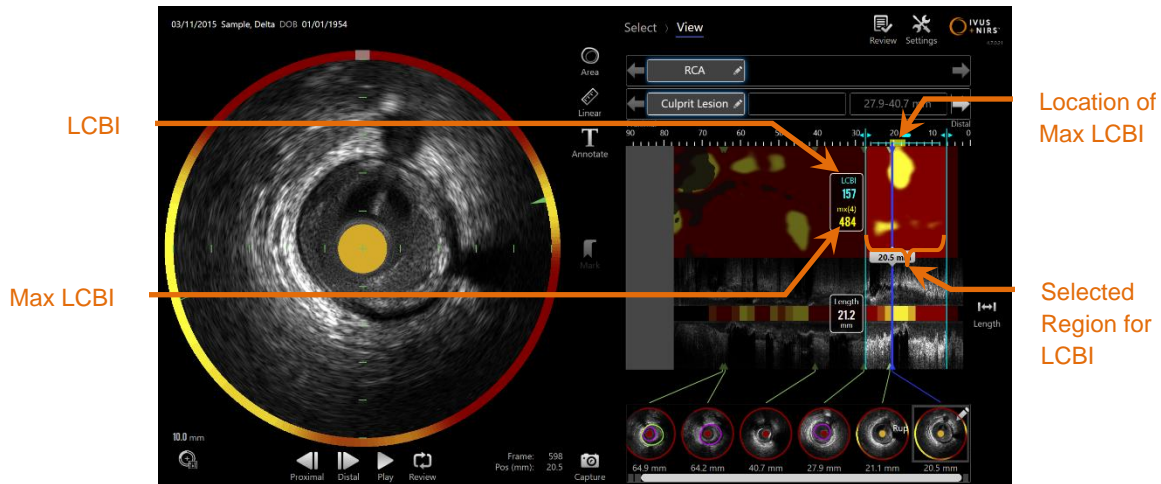 03/11/2015 Sample, Delta DOB 01/01/1954
Select > View
Review
Settings
IVUS
+NIRS
Area
Linear
T
Annotate
Mark
RCA
Culprit Lesion
27.9-40.7 mm
Distal
90 80 70 60 50 40 30 20 10 0
LCBI
157
mx(4)
484
20.5 mm
Length
21.2
mm
Length
LCBI
Max LCBI
Location of
Max LCBI
Selected
Region for
LCBI
10.0 mm
Proximal
Distal
Play
Review
Frame: 598
Pos (mm): 20.5
Capture
Rup
64.9 mm
64.2 mm
40.7 mm
27.9 mm
21.1 mm
20.5 mm